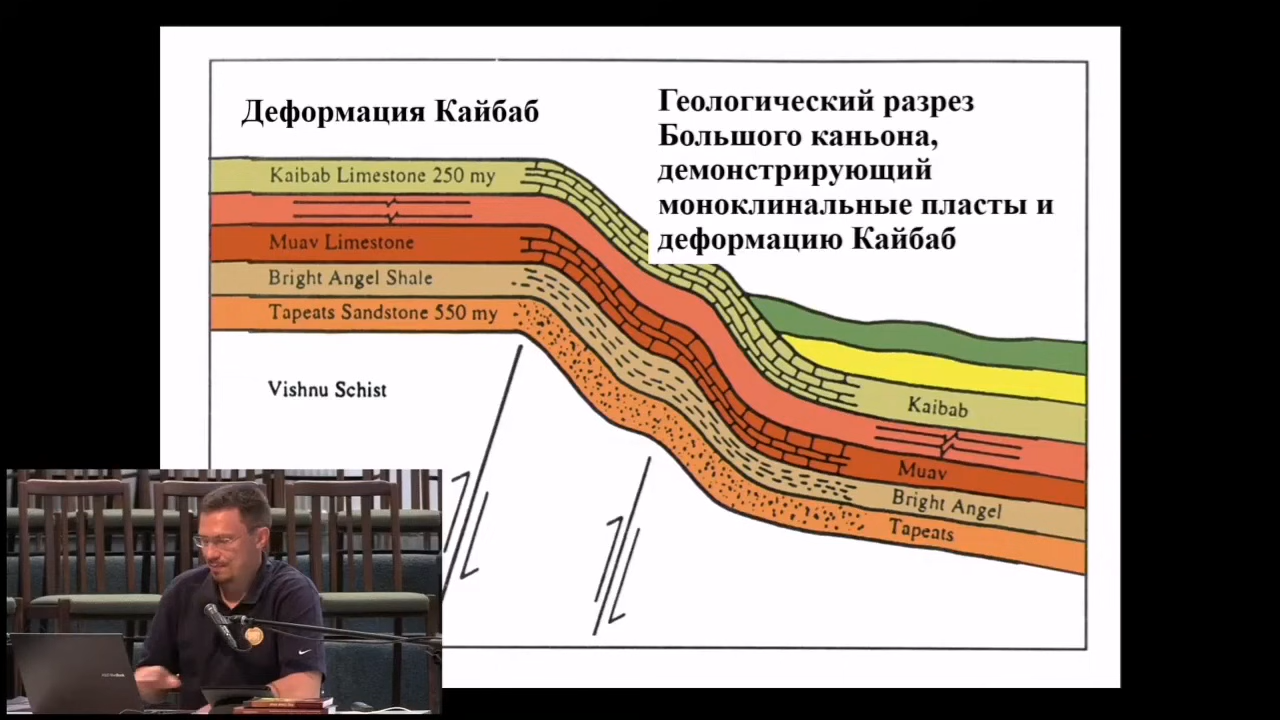 Деформация Кайбаб
Геологический разрез
Большого каньона,
демонстрирующий
моноклинальные пласты и
деформацию Кайбаб
Kaibab Limestone 250 my
Muav Limestone
Bright Angel Shale
Tapeats Sandstone 550 my
Vishnu Schist
Kaibab
Muav
Bright Angel
Tapeats